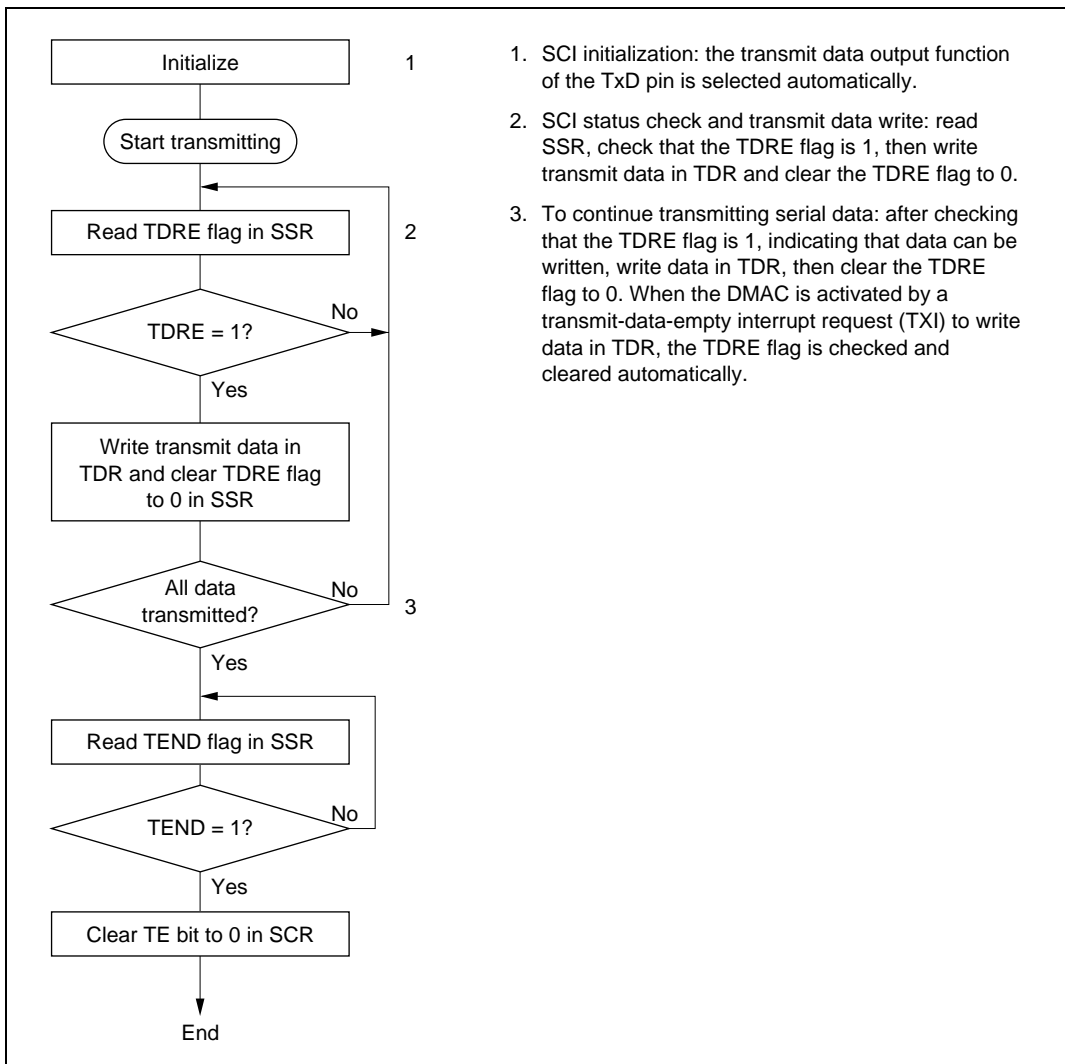 Initialize
1
Start transmitting
Read TDRE flag in SSR
2
TDRE = 1?
No
Yes
Write transmit data in
TDR and clear TDRE flag
to 0 in SSR
All data
transmitted?
No
3
Yes
Read TEND flag in SSR
TEND = 1?
No
Yes
Clear TE bit to 0 in SCR
End
1. SCI initialization: the transmit data output function
of the TxD pin is selected automatically.
2. SCI status check and transmit data write: read
SSR, check that the TDRE flag is 1, then write
transmit data in TDR and clear the TDRE flag to 0.
3. To continue transmitting serial data: after checking
that the TDRE flag is 1, indicating that data can be
written, write data in TDR, then clear the TDRE
flag to 0. When the DMAC is activated by a
transmit-data-empty interrupt request (TXI) to write
data in TDR, the TDRE flag is checked and
cleared automatically.